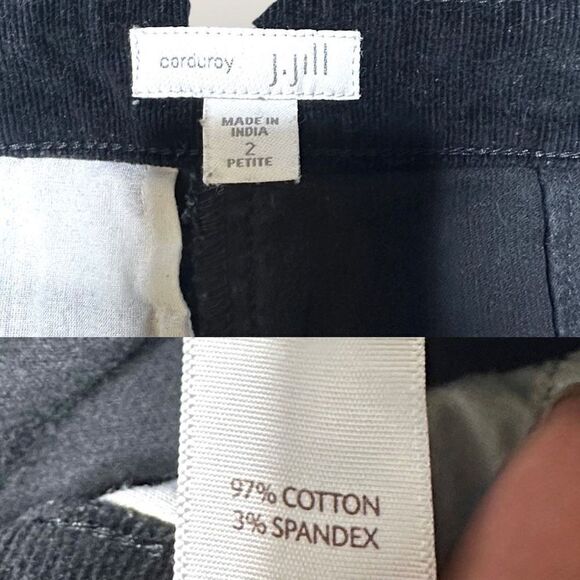 corduroy j.jill
MADE IN
INDIA
2
PETITE
97% COTTON
3% SPANDEX